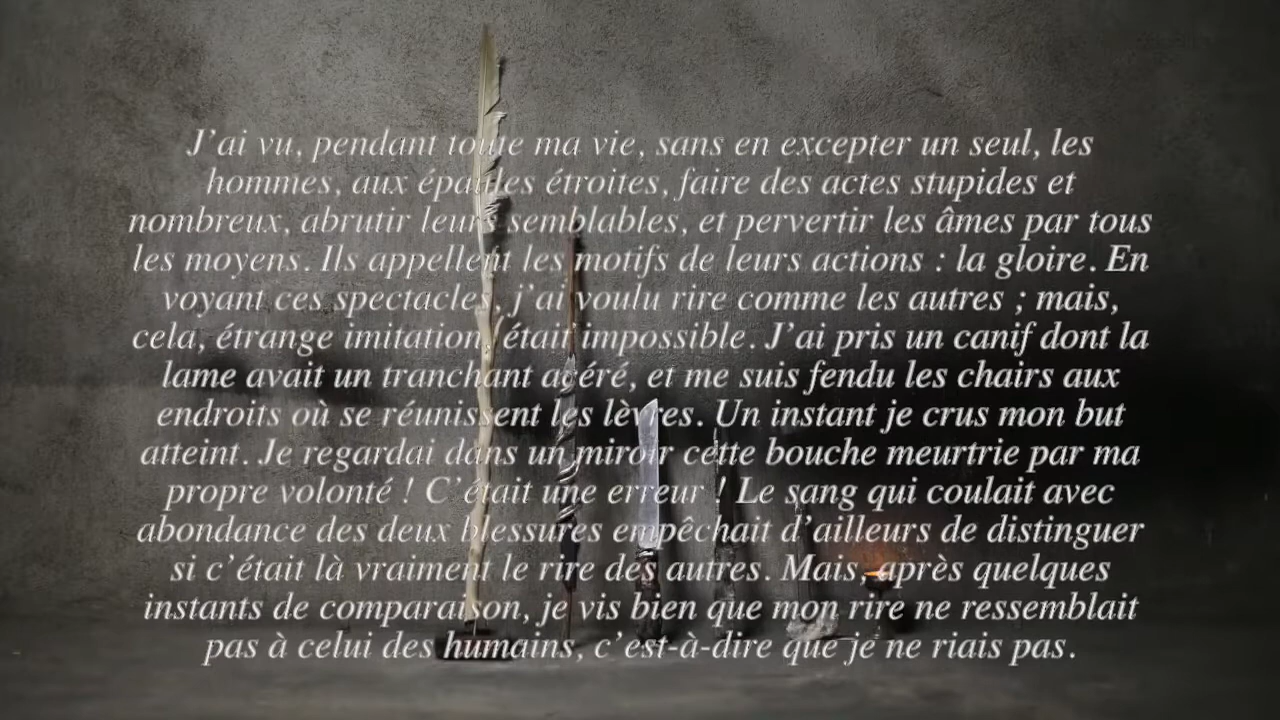 J’ai vu, pendant toute ma vie, sans en excepter un seul, les
hommes, aux épaules étroites, faire des actes stupides et
nombreux, abrutir leurs semblables, et pervertir les âmes par tous
les moyens. Ils appellent les motifs de leurs actions : la gloire. En
voyant ces spectacles, j’ai voulu rire comme les autres ; mais,
cela, étrange imitation, était impossible. J’ai pris un canif dont la
lame avait un tranchant acéré, et me suis fendu les chairs aux
endroits où se réunissent les lèvres. Un instant je crus mon but
atteint. Je regardai dans un miroir cette bouche meurtrie par ma
propre volonté ! C’était une erreur ! Le sang qui coulait avec
abondance des deux blessures empêchait d’ailleurs de distinguer
si c’était là vraiment le rire des autres. Mais, après quelques
instants de comparaison, je vis bien que mon rire ne ressemblait
pas à celui des humains, c’est-à-dire que je ne riais pas.